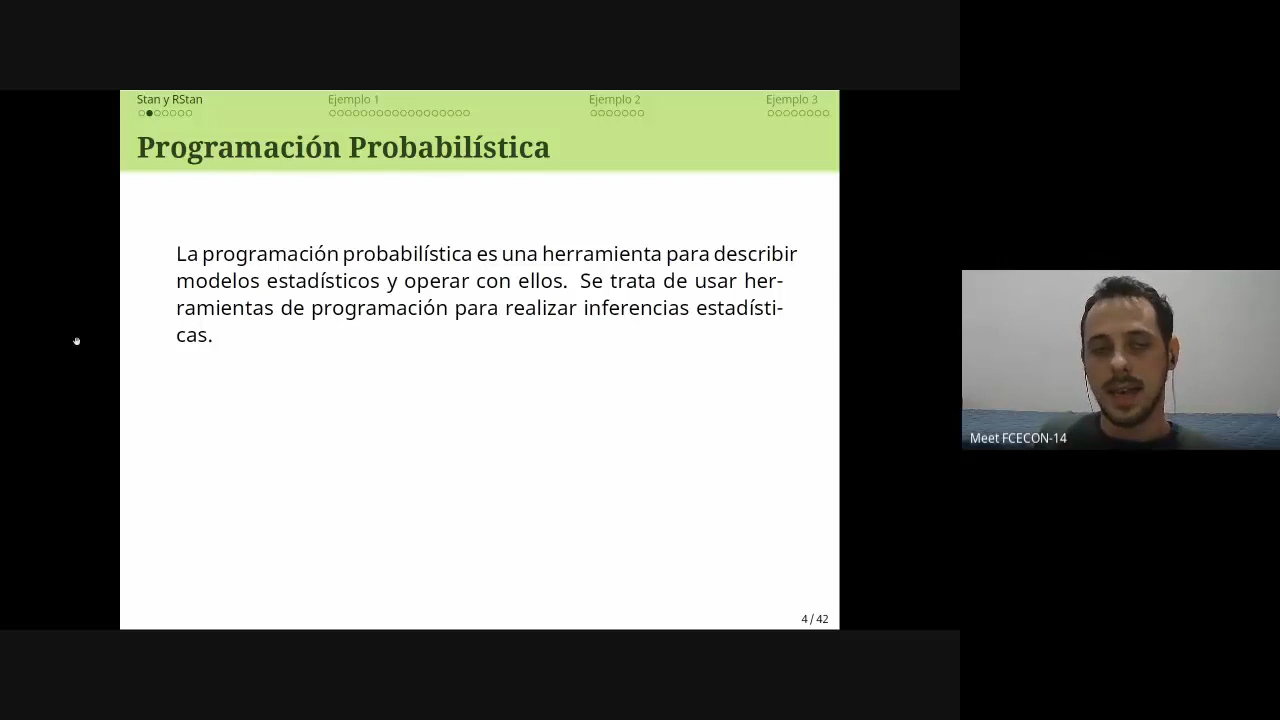 Stan y RStan
Ejemplo 1
Ejemplo 2
Ejemplo 3
Programación Probabilística
La programación probabilística es una herramienta para describir
modelos estadísticos y operar con ellos. Se trata de usar her-
ramientas de programación para realizar inferencias estadísti-
cas.
4 / 42
Meet FCECON-14